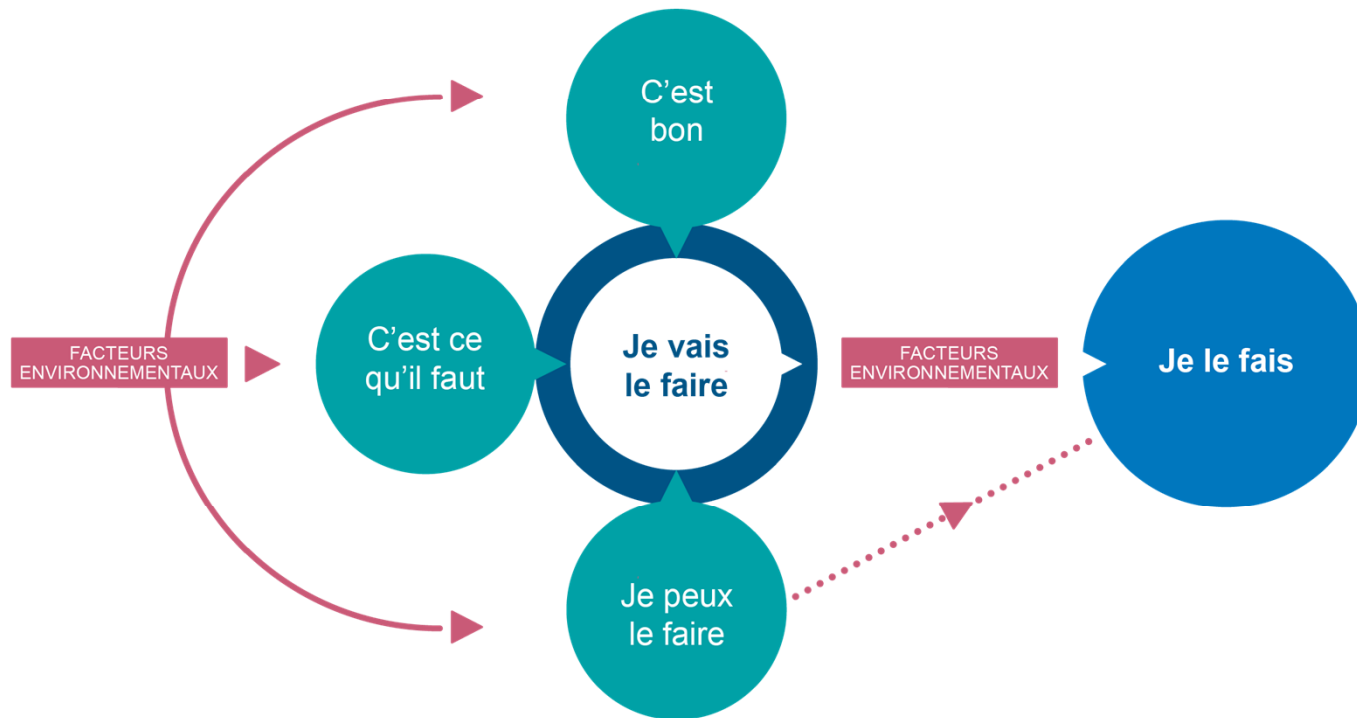 C’est
bon
FACTEURS
ENVIRONNEMENTAUX
C’est ce
qu’il faut
Je vais
le faire
FACTEURS
ENVIRONNEMENTAUX
Je le fais
Je peux
le faire